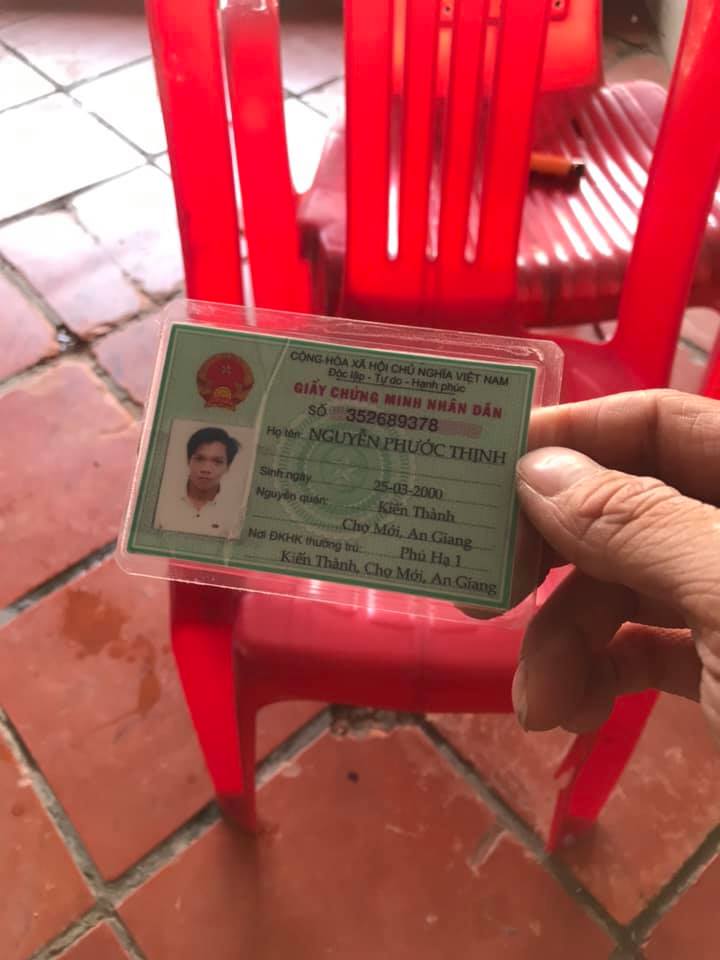 CỘNG HÒA XÃ HỘI CHỦ NGHĨA VIỆT NAM
Độc lập - Tự do - Hạnh phúc
GIẤY CHỨNG MINH NHÂN DÂN
SỐ 352689378
Họ tên: NGUYỄN PHƯỚC THỊNH
Sinh ngày 25-03-2000
Nguyên quán: Kiến Thành
Chợ Mới, An Giang
Nơi ĐKHK thường trú: Phú Hạ 1
Kiến Thành, Chợ Mới, An Giang